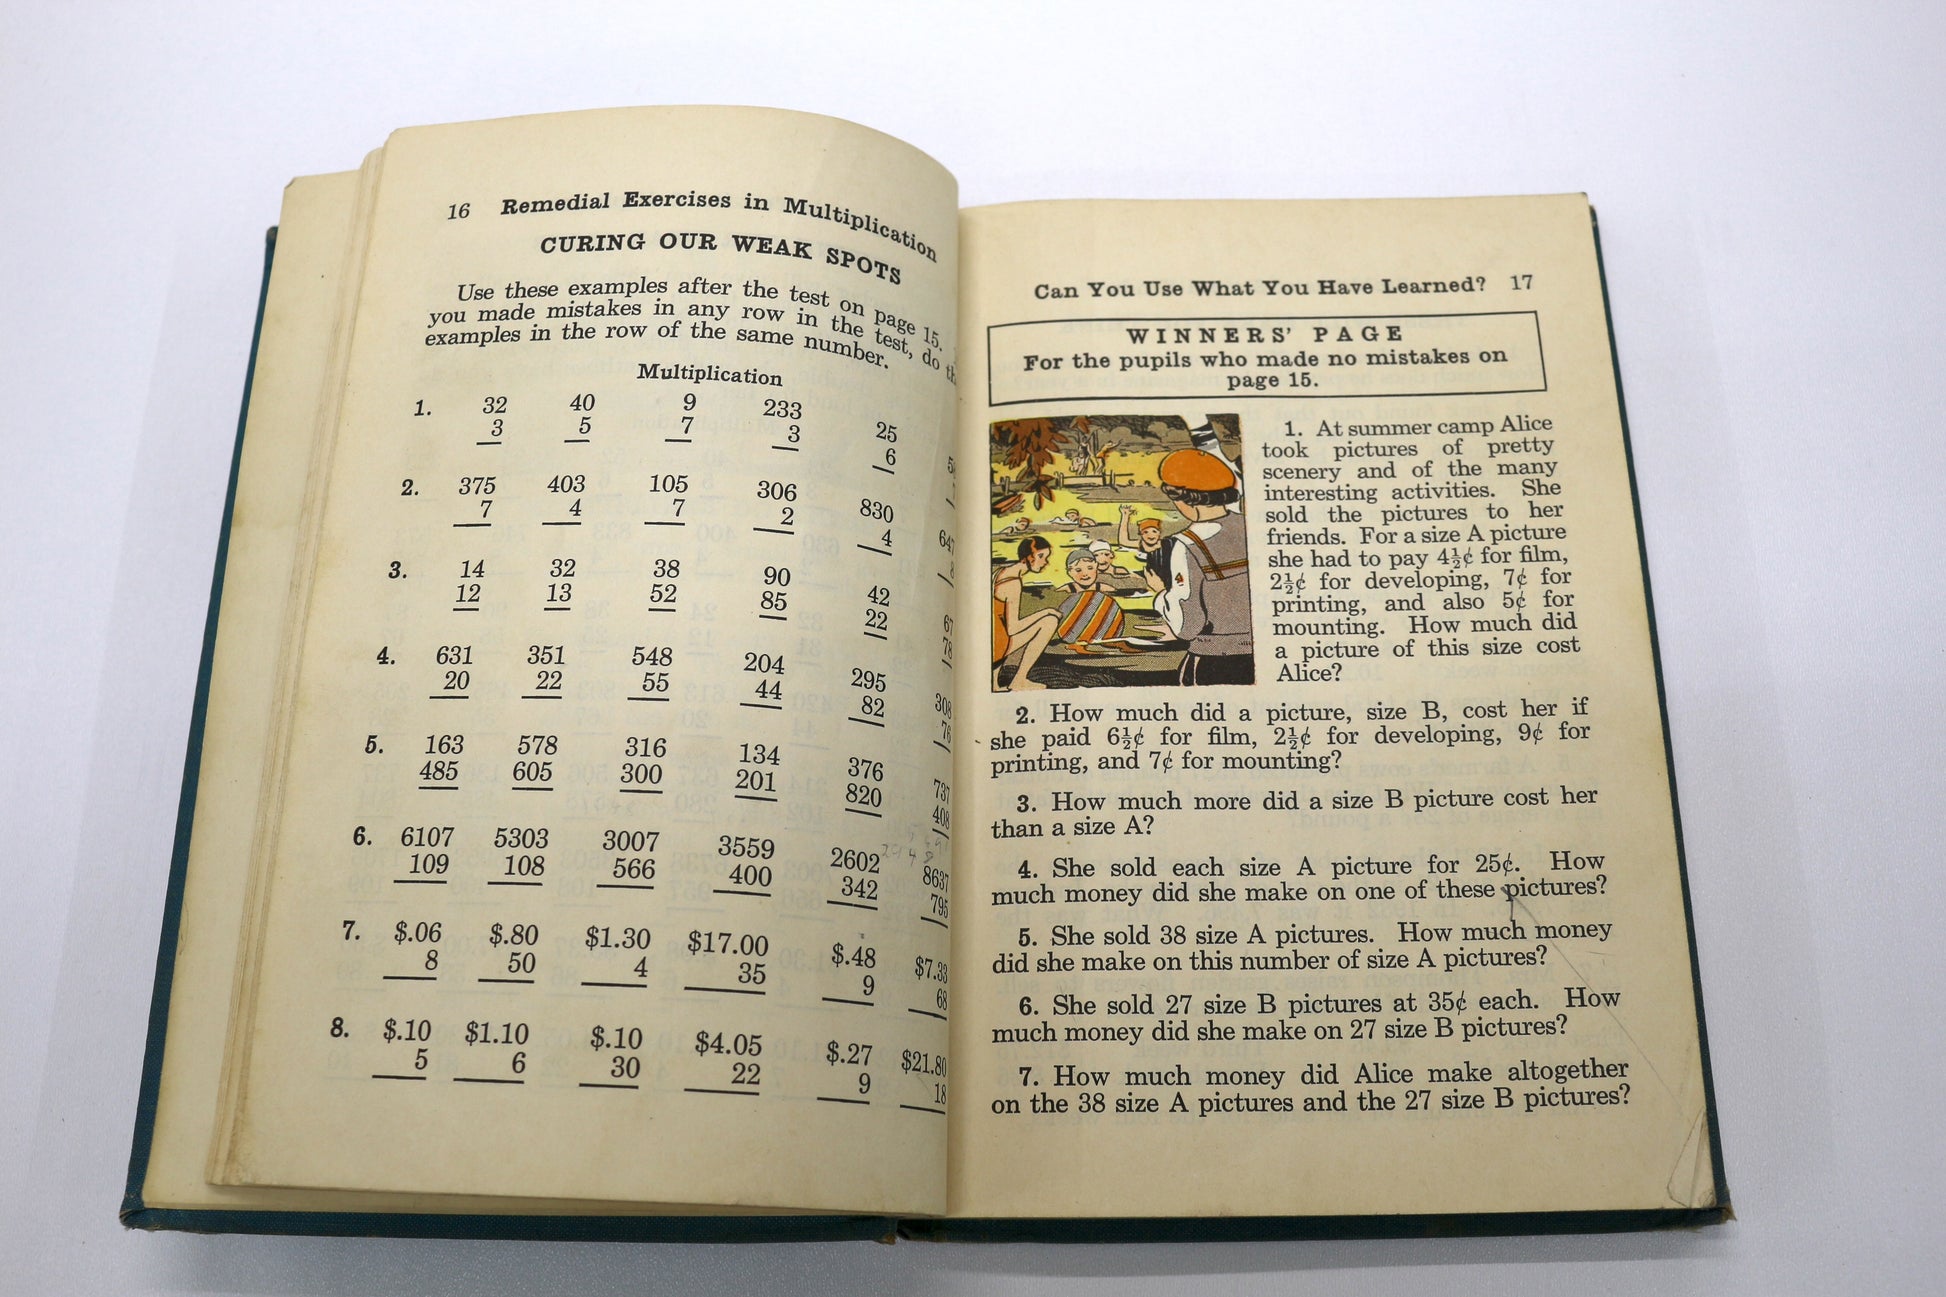 16 Remedial Exercises in Multiplication
CURING OUR WEAK SPOTS
Use these examples after the test on page 15.
you made mistakes in any row in the test, do
examples in the row of the same number.
Multiplication
1. 32 40 9 233 25
3 5 7 3 6
2. 375 403 105 306 830 647
7 4 7 2 4 8
3. 14 32 38 90 42 67
12 13 52 85 22 78
4. 631 351 548 204 295 308
20 22 55 44 82 76
5. 163 578 316 134 376 737
485 605 300 201 820 408
6. 6107 5303 3007 3559 2602 8637
109 108 566 400 342 795
7. $.06 $.80 $1.30 $17.00 $.48 $7.33
8 50 4 35 9 68
8. $.10 $1.10 $.10 $4.05 $.27 $21.80
5 6 30 22 9 18
Can You Use What You Have Learned? 17
WINNERS' PAGE
For the pupils who made no mistakes on
page 15.
1. At summer camp Alice
took pictures of pretty
scenery and of the many
interesting activities. She
sold the pictures to her
friends. For a size A picture
she had to pay 4½¢ for film,
2½¢ for developing, 7¢ for
printing, and also 5¢ for
mounting. How much did
a picture of this size cost
Alice?
2. How much did a picture, size B, cost her if
she paid 6½¢ for film, 2½¢ for developing, 9¢ for
printing, and 7¢ for mounting?
3. How much more did a size B picture cost her
than a size A?
4. She sold each size A picture for 25¢. How
much money did she make on one of these pictures?
5. She sold 38 size A pictures. How much money
did she make on this number of size A pictures?
6. She sold 27 size B pictures at 35¢ each. How
much money did she make on 27 size B pictures?
7. How much money did Alice make altogether
on the 38 size A pictures and the 27 size B pictures?